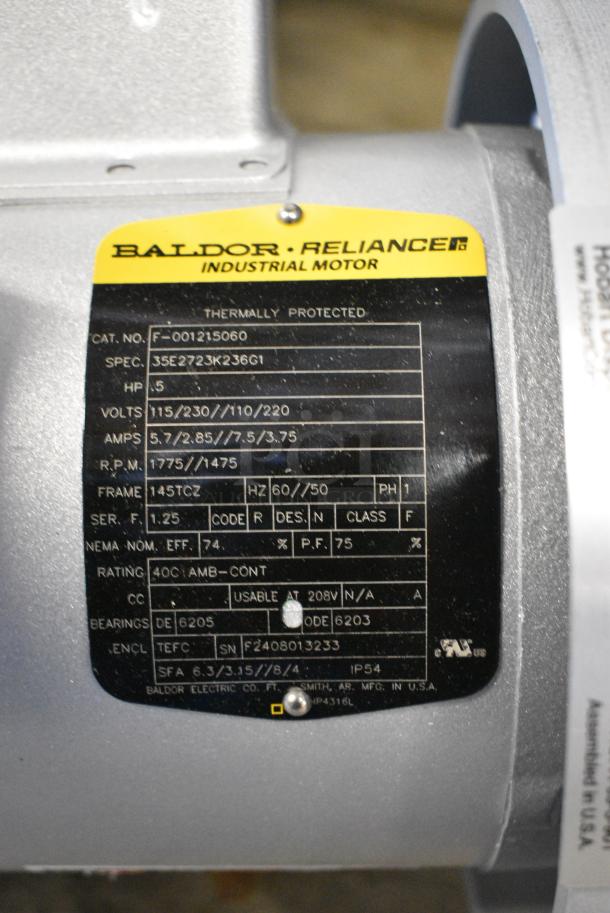 BALDOR · RELIANCE
INDUSTRIAL MOTOR
THERMALLY PROTECTED
CAT. NO. F-001215060
SPEC. 35E2723K236G1
HP .5
VOLTS 115/230//110/220
AMPS 5.7/2.85//7.5/3.75
R.P.M. 1775//1475
FRAME 145TCZ HZ 60//50 PH 1
SER. F. 1.25 CODE R DES. N CLASS F
NEMA NOM. EFF. 74. % P.F. 75 %
RATING 40C AMB-CONT
CC . USABLE AT 208V N/A A
BEARINGS DE 6205 ODE 6203
ENCL TEFC SN F2408013233
SFA 6.3/3.15//8/4 IP54
BALDOR ELECTRIC CO. FT. SMITH, AR. MFG. IN U.S.A.
HP4316L
Assembled in U.S.A.